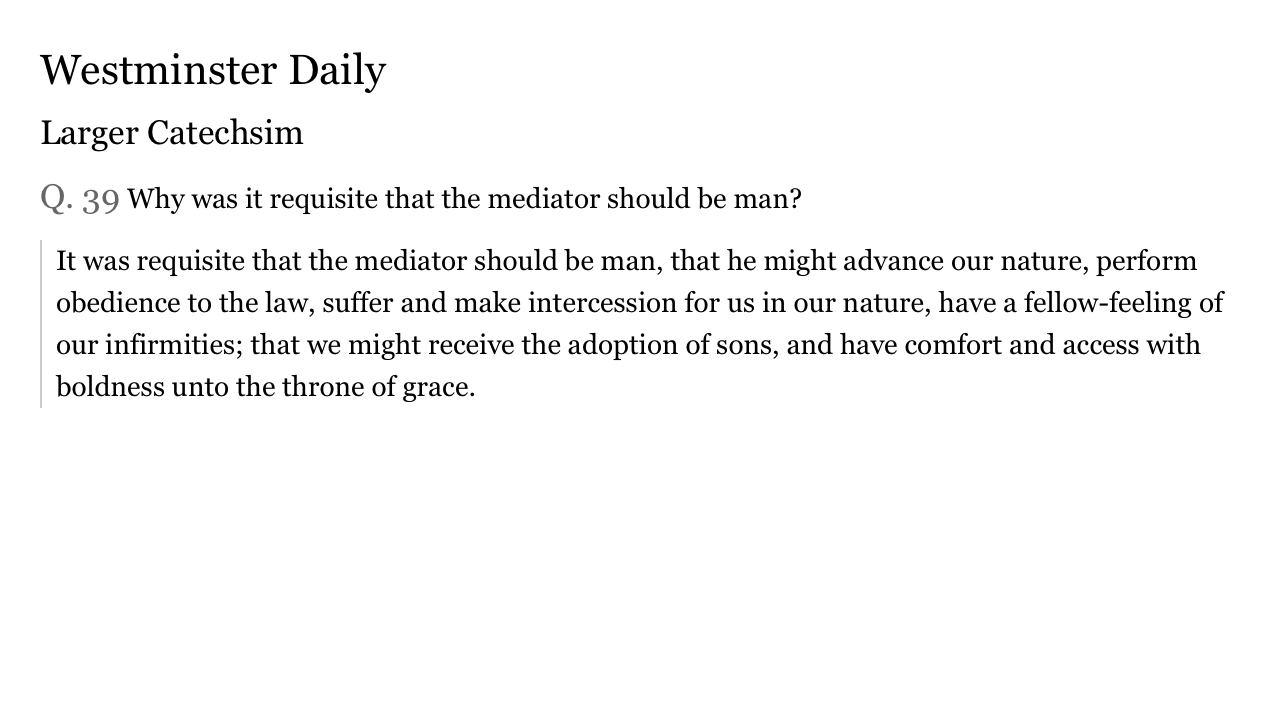 Westminster Daily
Larger Catechsim
Q. 39 Why was it requisite that the mediator should be man?
It was requisite that the mediator should be man, that he might advance our nature, perform
obedience to the law, suffer and make intercession for us in our nature, have a fellow-feeling of
our infirmities; that we might receive the adoption of sons, and have comfort and access with
boldness unto the throne of grace.